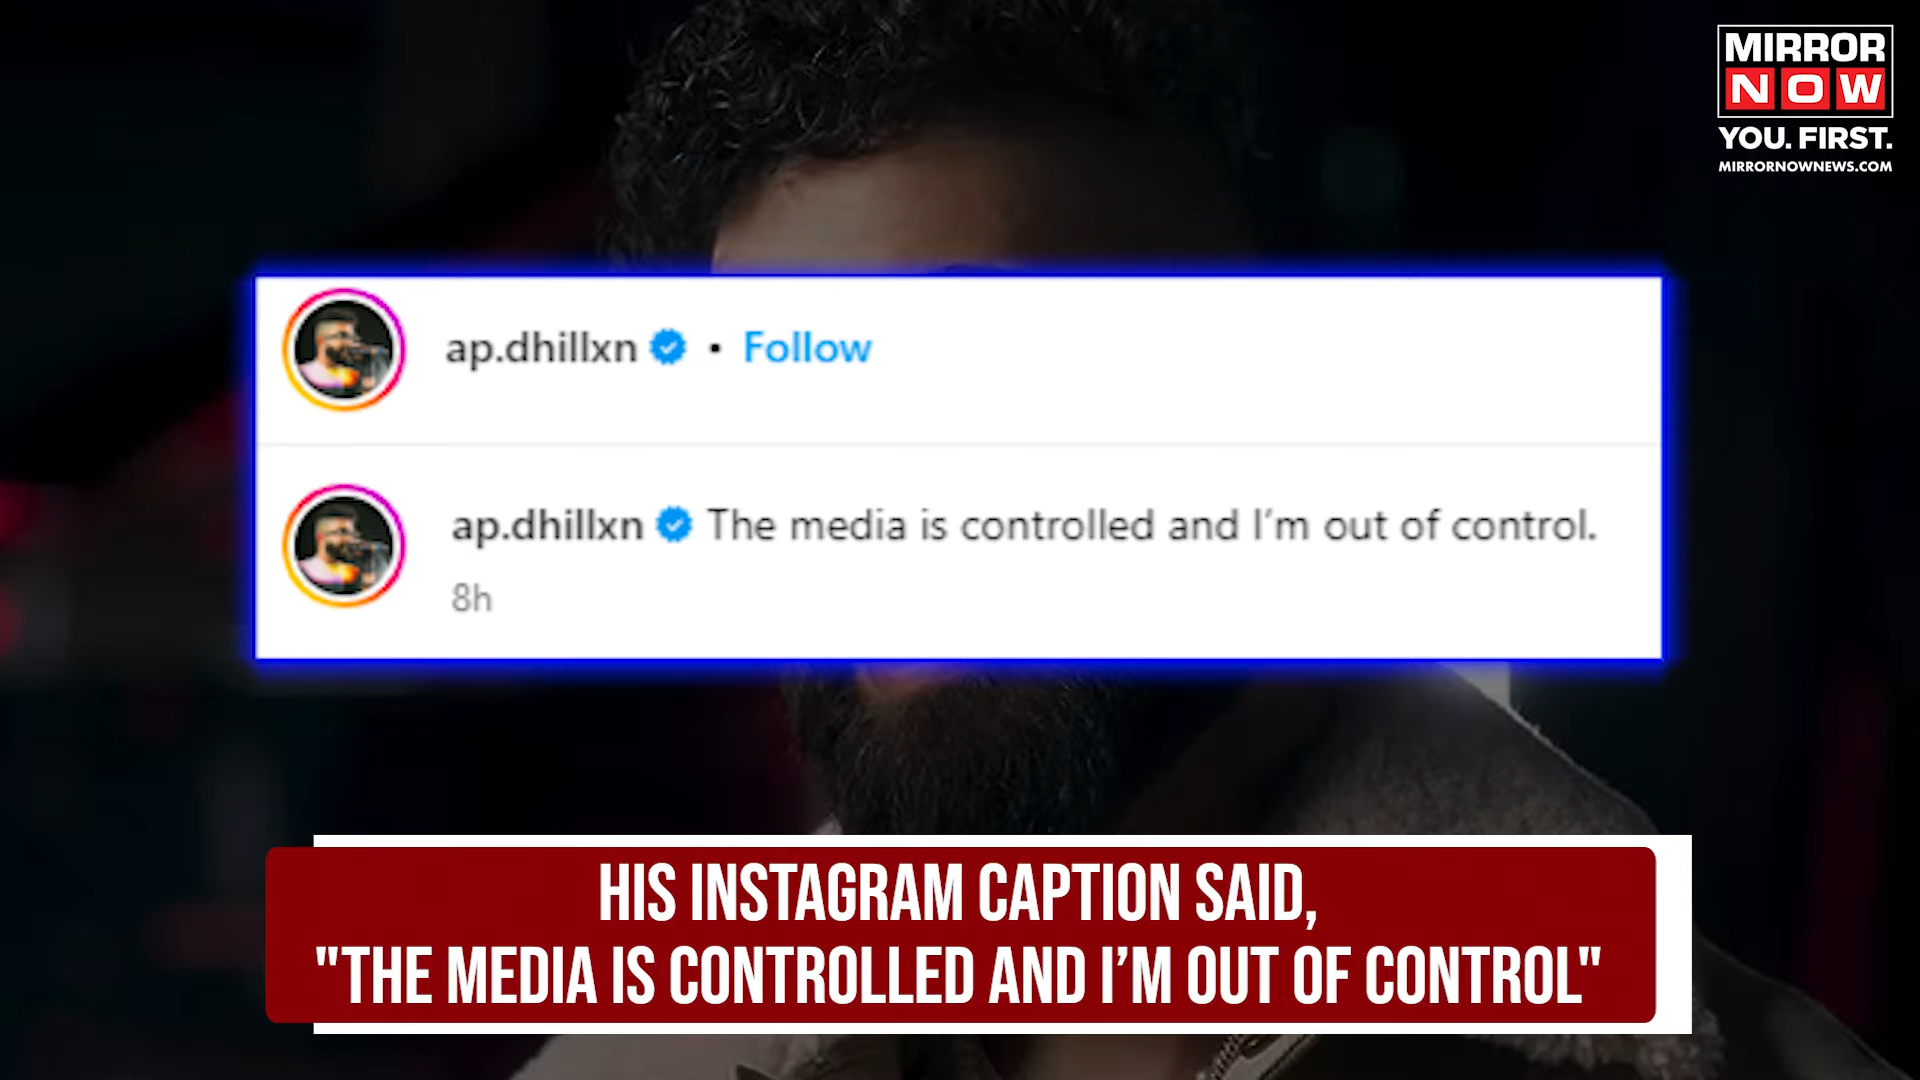 MIRROR
NOW
YOU. FIRST.
MIRRORNOWNEWS.COM
ap.dhillxn • Follow
ap.dhillxn The media is controlled and I'm out of control.
8h
HIS INSTAGRAM CAPTION SAID,
"THE MEDIA IS CONTROLLED AND I'M OUT OF CONTROL"